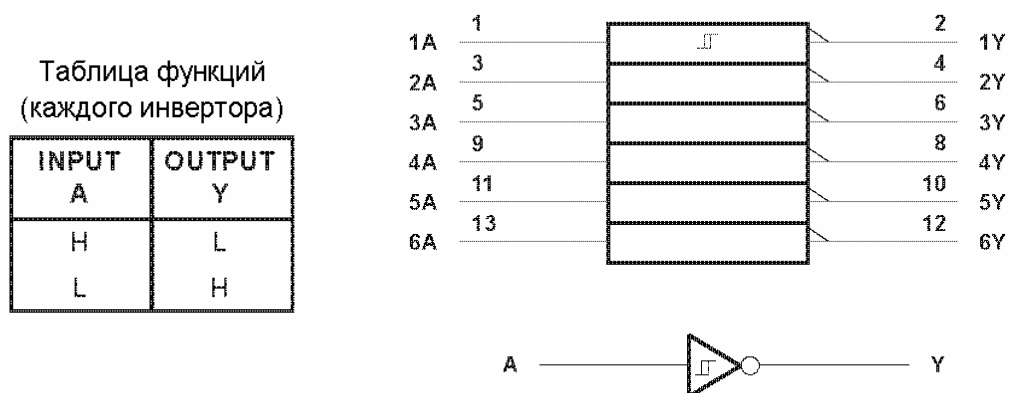 Таблица функций
(каждого инвертора)
INPUT OUTPUT
A Y
H L
L H
1A 1 2 1Y
2A 3 4 2Y
3A 5 6 3Y
4A 9 8 4Y
5A 11 10 5Y
6A 13 12 6Y
A Y